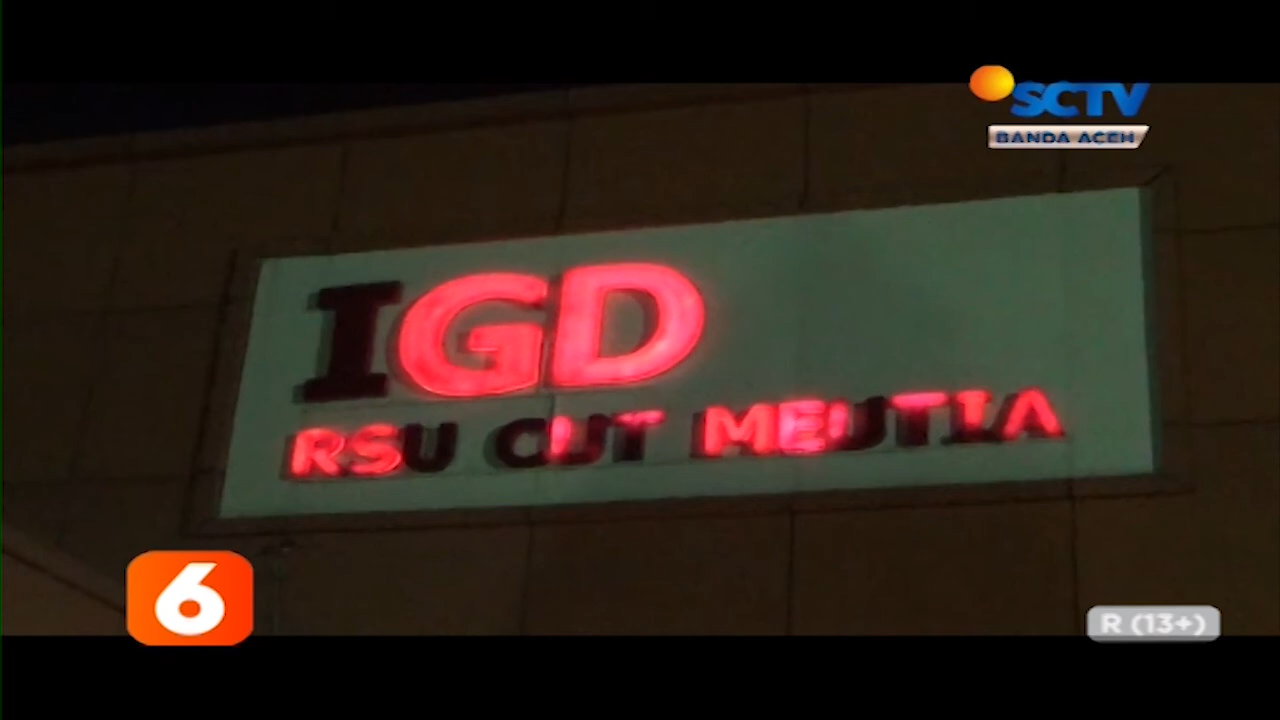 SCTV
BANDA ACEH
IGD
RSU CUT MEUTIA
6
R (13+)